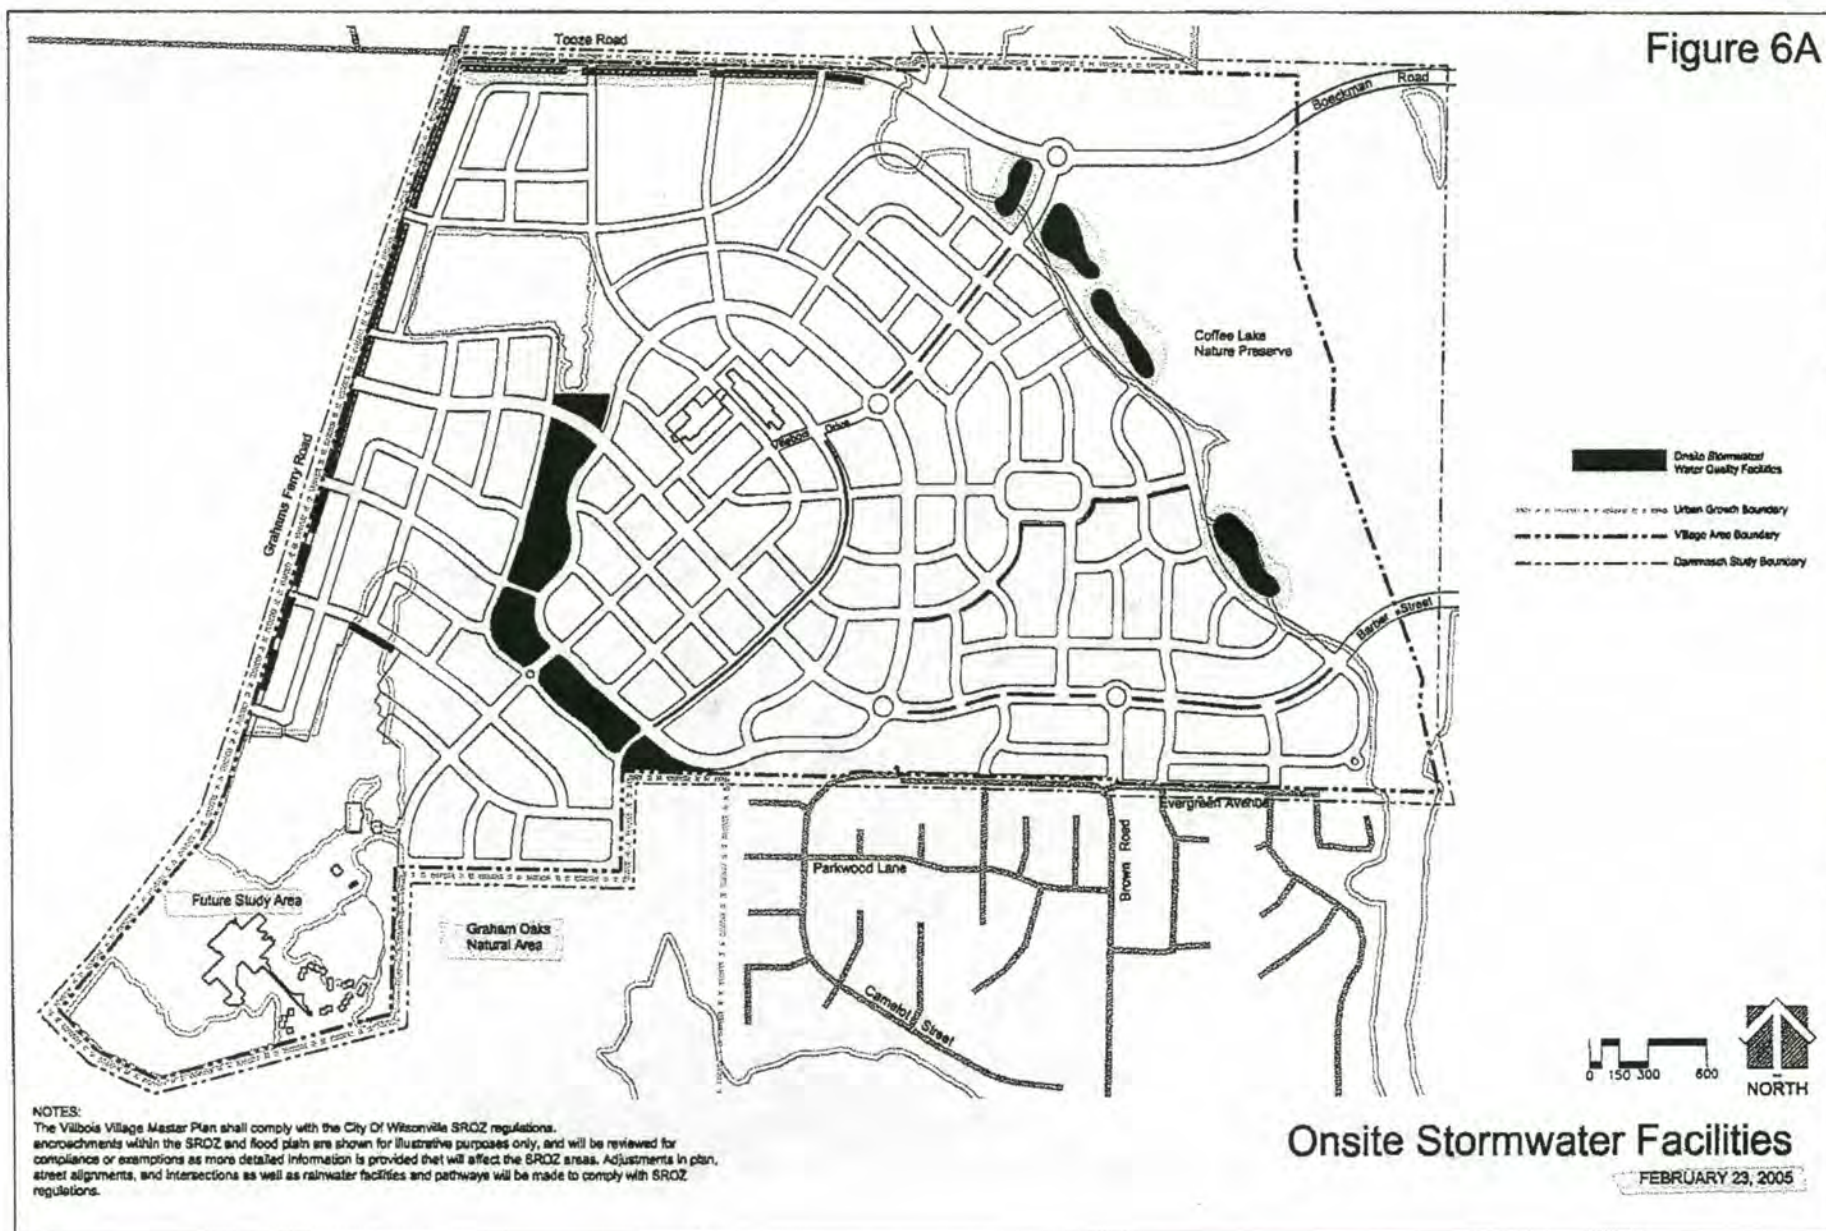 Figure 6A
Tooze Road
Boeckman Road
Coffee Lake
Nature Preserve
Grahams Ferry Road
Villebois Drive
Onsite Stormwater/
Water Quality Facilities
Urban Growth Boundary
Village Area Boundary
Dammasch Study Boundary
Barber Street
Evergreen Avenue
Parkwood Lane
Brown Road
Camelot Street
Future Study Area
Graham Oaks
Natural Area
0 150 300 600
NORTH
NOTES:
The Villbois Village Master Plan shall comply with the City Of Wilsonville SROZ regulations.
encroachments within the SROZ and flood plain are shown for illustrative purposes only, and will be reviewed for
compliance or exemptions as more detailed information is provided that will affect the SROZ areas. Adjustments in plan,
street alignments, and intersections as well as rainwater facilities and pathways will be made to comply with SROZ
regulations.
Onsite Stormwater Facilities
FEBRUARY 23, 2005